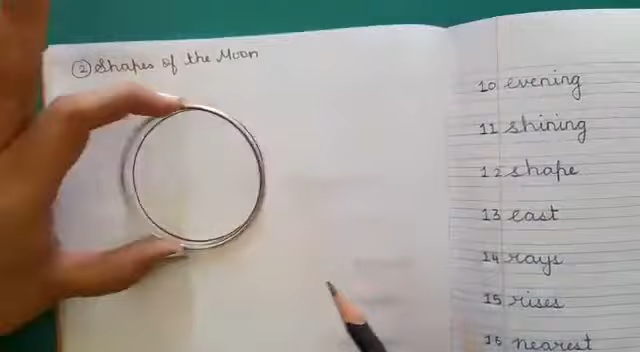 ② Shapes of the Moon
10 evening
11 shining
12 shape
13 east
14 rays
15 rises
16 nearest